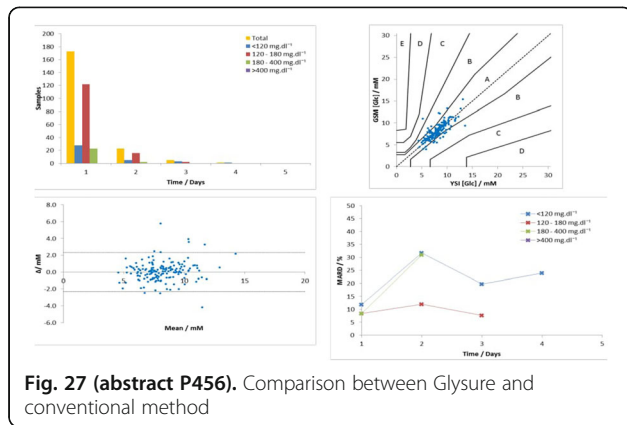 Total
<120 mg.dl⁻¹
120 - 180 mg.dl⁻¹
180 - 400 mg.dl⁻¹
>400 mg.dl⁻¹
Samples
200
180
160
140
120
100
80
60
40
20
0
1 2 3 4 5
Time / Days
GSM [Glc] / mM
30
25
20
15
10
5
0
E D C B A B C D
0 5 10 15 20 25 30
YSI [Glc] / mM
δ/ mM
6.0
4.0
2.0
0.0
-2.0
-4.0
-6.0
0 5 10 15 20
Mean / mM
MARD / %
50
45
40
35
30
25
20
15
10
5
0
<120 mg.dl⁻¹
120 - 180 mg.dl⁻¹
180 - 400 mg.dl⁻¹
>400 mg.dl⁻¹
1 2 3 4 5
Time / Days
Fig. 27 (abstract P456). Comparison between Glysure and
conventional method